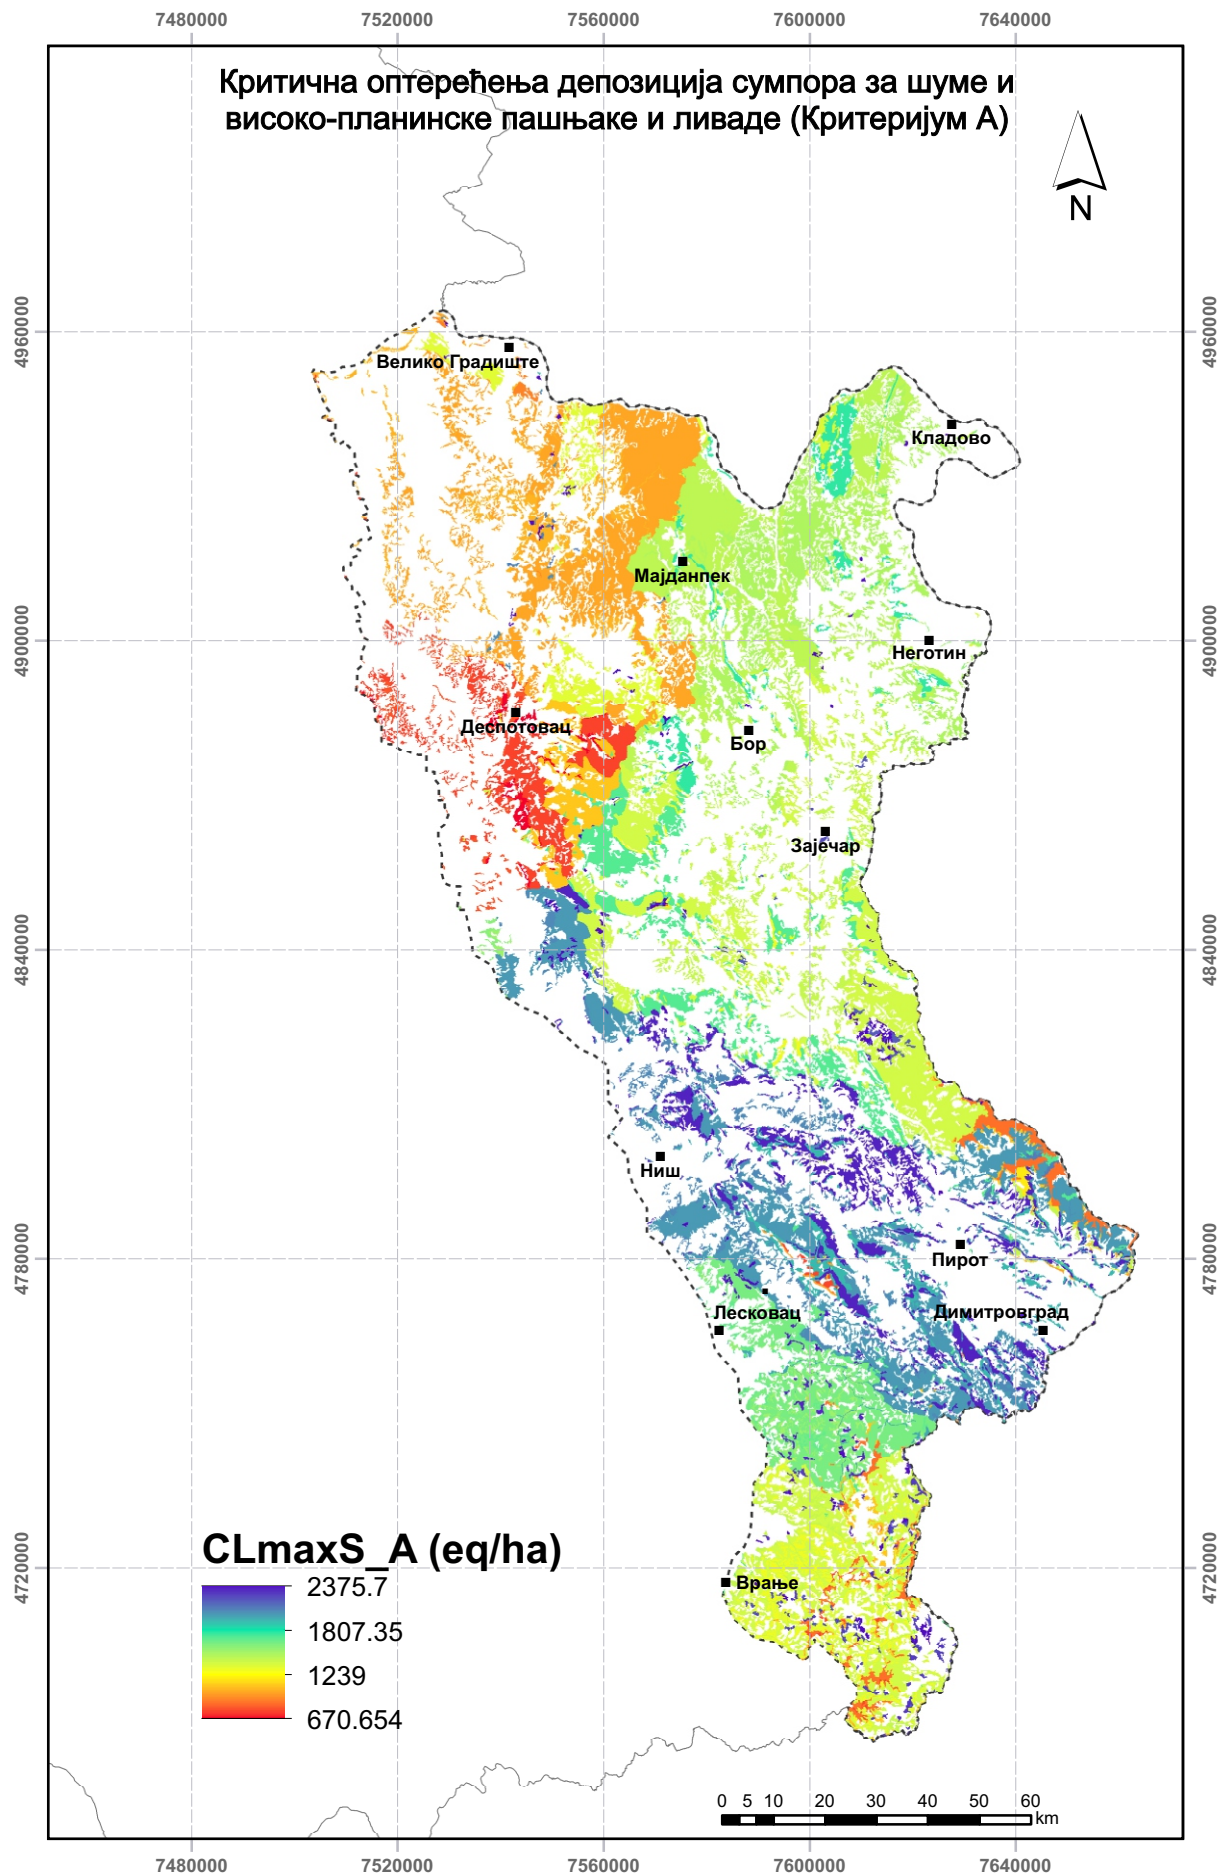 7480000 7520000 7560000 7600000 7640000
Критична оптерећења депозиција сумпора за шуме и
високо-планинске пашњаке и ливаде (Критеријум А)
N
4960000 4960000
Велико Градиште
Кладово
Мајданпек
4900000 4900000
Неготин
Деспотовац
Бор
Зајечар
4840000 4840000
Ниш
Пирот
4780000 4780000
Лесковац
Димитровград
CLmaxS_A (eq/ha)
2375.7
1807.35
1239
670.654
4720000 4720000
Врање
0 5 10 20 30 40 50 60
km
7480000 7520000 7560000 7600000 7640000